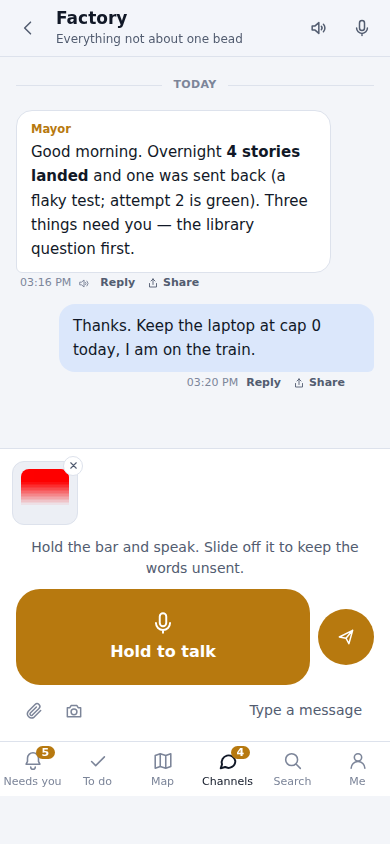 Factory
Everything not about one bead
TODAY
Mayor
Good morning. Overnight 4 stories
landed and one was sent back (a
flaky test; attempt 2 is green). Three
things need you — the library
question first.
03:16 PM Reply Share
Thanks. Keep the laptop at cap 0
today, I am on the train.
03:20 PM Reply Share
Hold the bar and speak. Slide off it to keep the
words unsent.
Hold to talk
Type a message
5 4
Needs you To do Map Channels Search Me